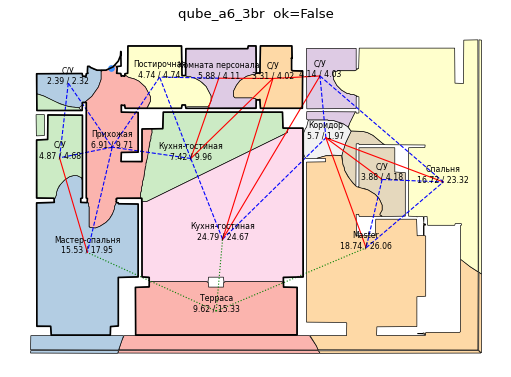 qube_a6_3br  ok=False
С/У
2.39 / 2.32
Постирочная
4.74 / 4.74
Комната персонала
5.88 / 4.11
С/У
3.31 / 4.02
С/У
4.14 / 4.03
Прихожая
6.91 / 9.71
Коридор
5.7 / 1.97
С/У
4.87 / 4.68
Кухня-гостиная
7.42 / 9.96
С/У
3.88 / 4.18
Спальня
16.72 / 23.32
Мастер-спальня
15.53 / 17.95
Кухня-гостиная
24.79 / 24.67
Master
18.74 / 26.06
Терраса
9.62 / 15.33